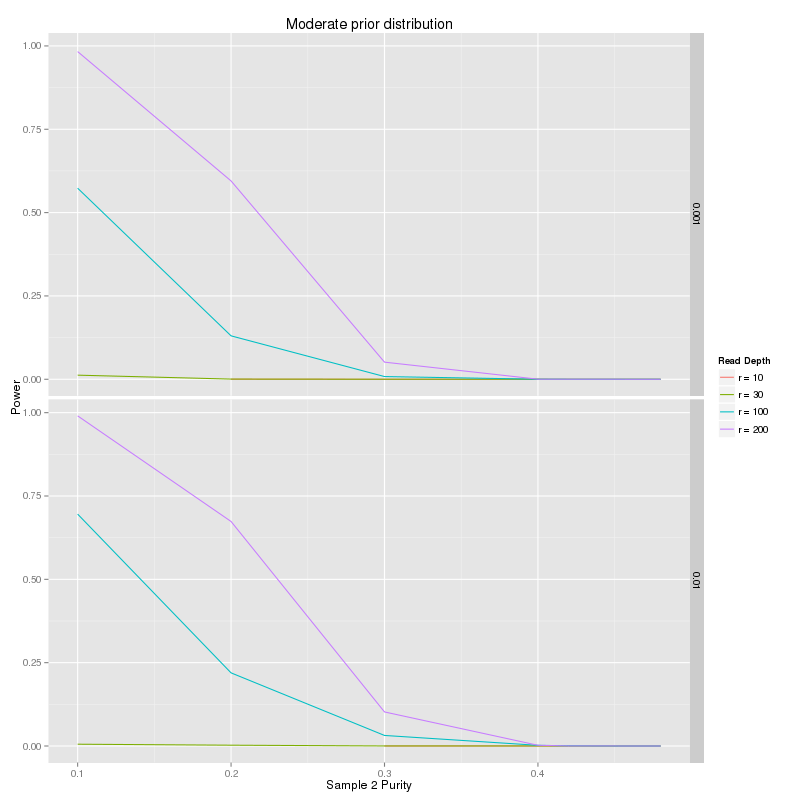 Moderate prior distribution
1.00
0.75
0.50
0.25
0.00
0.001
Power
1.00
0.75
0.50
0.25
0.00
0.01
0.1
0.2
0.3
0.4
Sample 2 Purity
Read Depth
r = 10
r = 30
r = 100
r = 200